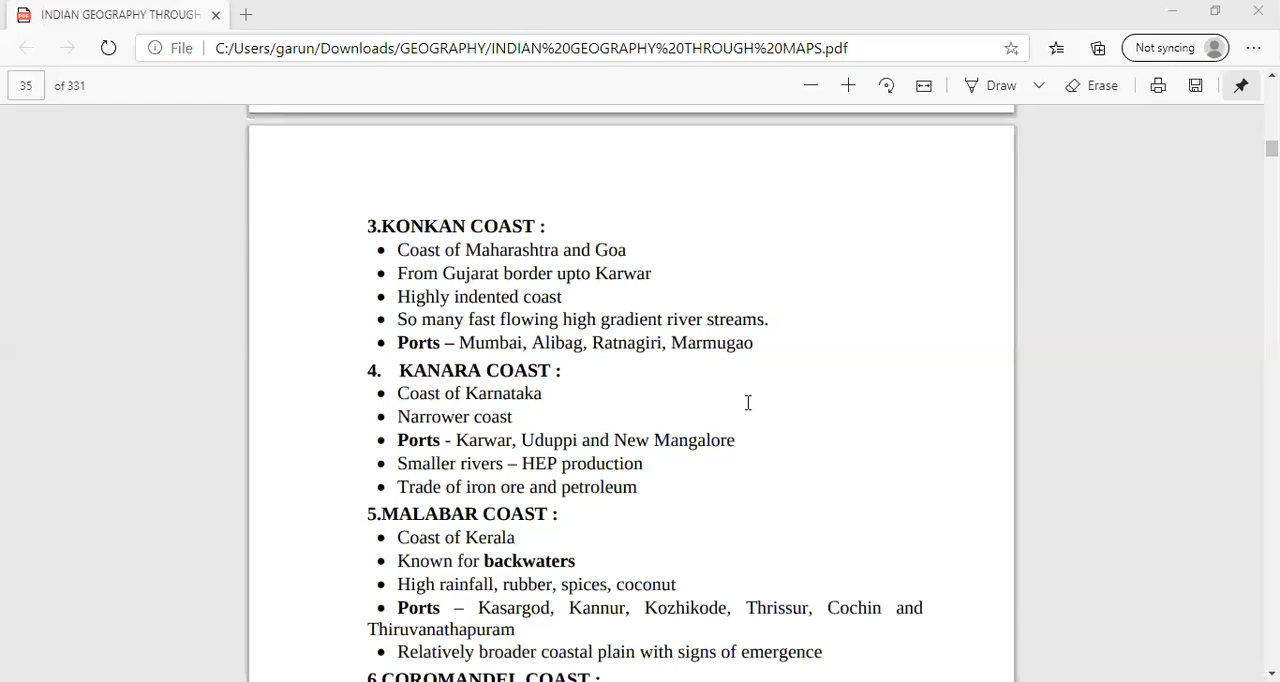 INDIAN GEOGRAPHY THROUGH
File
C:/Users/garun/Downloads/GEOGRAPHY/INDIAN%20GEOGRAPHY%20THROUGH%20MAPS.pdf
Not syncing
35 of 331
Draw
Erase
3.KONKAN COAST :
• Coast of Maharashtra and Goa
• From Gujarat border upto Karwar
• Highly indented coast
• So many fast flowing high gradient river streams.
• Ports – Mumbai, Alibag, Ratnagiri, Marmugao
4. KANARA COAST :
• Coast of Karnataka
• Narrower coast
• Ports - Karwar, Uduppi and New Mangalore
• Smaller rivers – HEP production
• Trade of iron ore and petroleum
5.MALABAR COAST :
• Coast of Kerala
• Known for backwaters
• High rainfall, rubber, spices, coconut
• Ports – Kasargod, Kannur, Kozhikode, Thrissur, Cochin and
Thiruvanathapuram
• Relatively broader coastal plain with signs of emergence
6.COROMANDEL COAST :